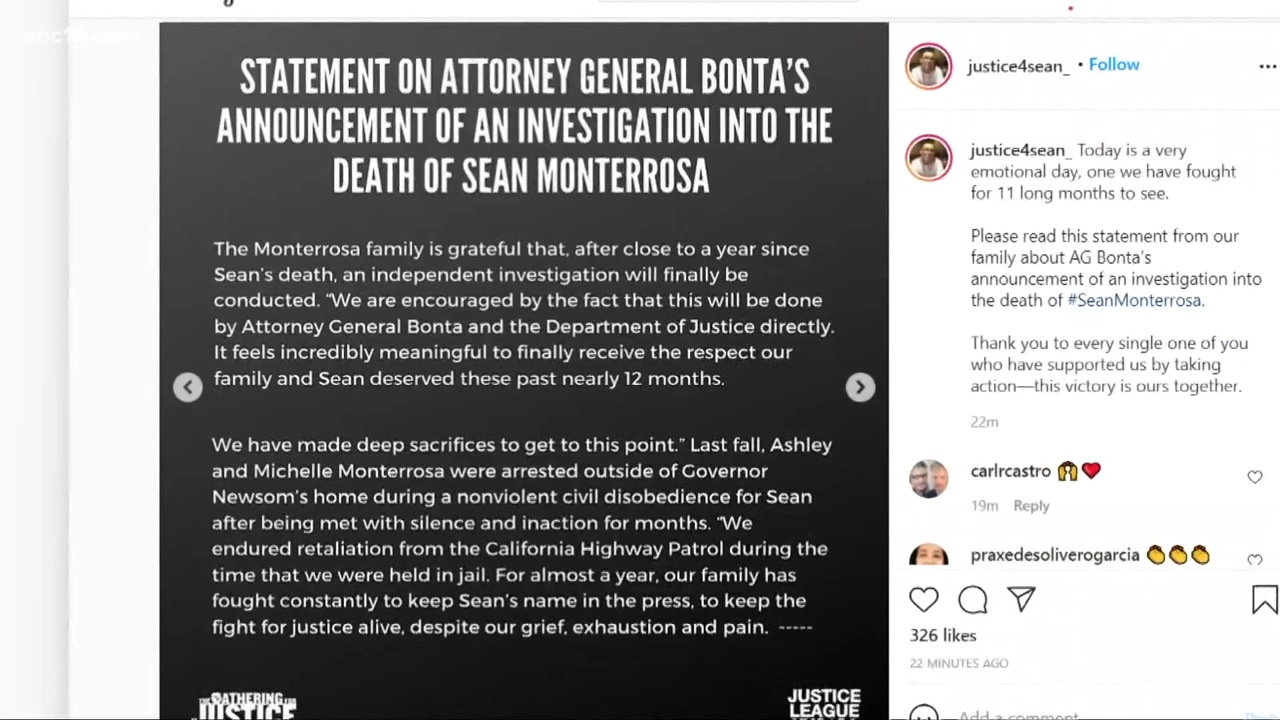 STATEMENT ON ATTORNEY GENERAL BONTA'S
ANNOUNCEMENT OF AN INVESTIGATION INTO THE
DEATH OF SEAN MONTERROSA
The Monterrosa family is grateful that, after close to a year since
Sean's death, an independent investigation will finally be
conducted. "We are encouraged by the fact that this will be done
by Attorney General Bonta and the Department of Justice directly.
It feels incredibly meaningful to finally receive the respect our
family and Sean deserved these past nearly 12 months.
We have made deep sacrifices to get to this point." Last fall, Ashley
and Michelle Monterrosa were arrested outside of Governor
Newsom's home during a nonviolent civil disobedience for Sean
after being met with silence and inaction for months. "We
endured retaliation from the California Highway Patrol during the
time that we were held in jail. For almost a year, our family has
fought constantly to keep Sean's name in the press, to keep the
fight for justice alive, despite our grief, exhaustion and pain. -----
THE GATHERING FOR
JUSTICE
JUSTICE
LEAGUE
justice4sean_ • Follow
justice4sean_ Today is a very
emotional day, one we have fought
for 11 long months to see.
Please read this statement from our
family about AG Bonta's
announcement of an investigation into
the death of #SeanMonterrosa.
Thank you to every single one of you
who have supported us by taking
action—this victory is ours together.
22m
carlrcastro 🙌❤️
19m Reply
praxedesoliverogarcia 👏👏👏
326 likes
22 MINUTES AGO
Add a comment